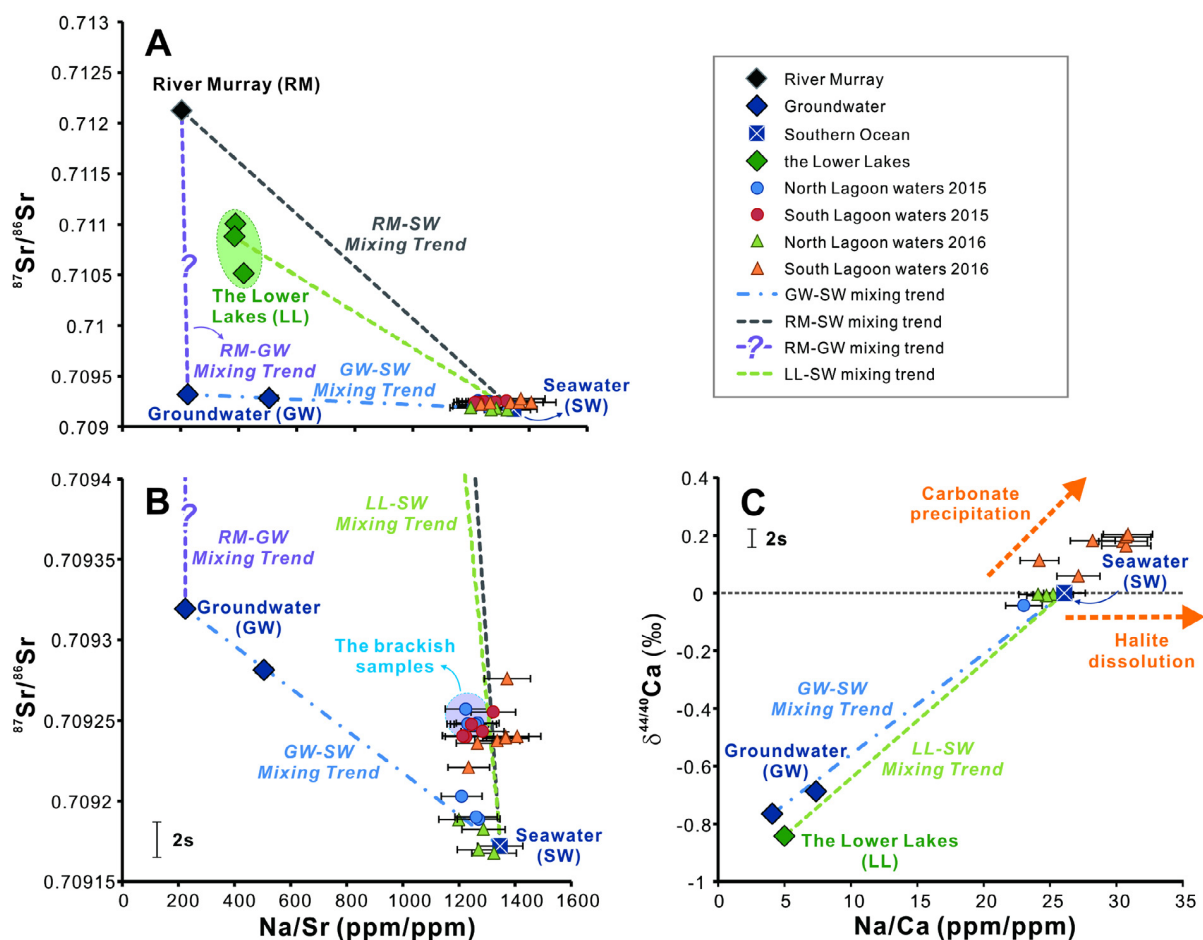 A
0.713
0.7125
0.712
0.7115
0.711
0.7105
0.71
0.7095
0.709
⁸⁷Sr/⁸⁶Sr
River Murray (RM)
RM-SW
Mixing Trend
?
The Lower
Lakes (LL)
RM-GW
Mixing Trend
GW-SW
Mixing Trend
Groundwater (GW)
Seawater
(SW)
River Murray
Groundwater
Southern Ocean
the Lower Lakes
North Lagoon waters 2015
South Lagoon waters 2015
North Lagoon waters 2016
South Lagoon waters 2016
GW-SW mixing trend
RM-SW mixing trend
? RM-GW mixing trend
LL-SW mixing trend
B
0.7094
0.70935
0.7093
0.70925
0.7092
0.70915
⁸⁷Sr/⁸⁶Sr
?
RM-GW
Mixing Trend
LL-SW
Mixing Trend
Groundwater
(GW)
The brackish
samples
GW-SW
Mixing Trend
2s
Seawater
(SW)
0 200 400 600 800 1000 1200 1400 1600
Na/Sr (ppm/ppm)
C
0.4
0.2
0
-0.2
-0.4
-0.6
-0.8
-1
δ⁴⁴/⁴⁰Ca (‰)
2s
Carbonate
precipitation
Seawater
(SW)
Halite
dissolution
GW-SW
Mixing Trend
LL-SW
Mixing Trend
Groundwater
(GW)
The Lower Lakes
(LL)
0 5 10 15 20 25 30 35
Na/Ca (ppm/ppm)